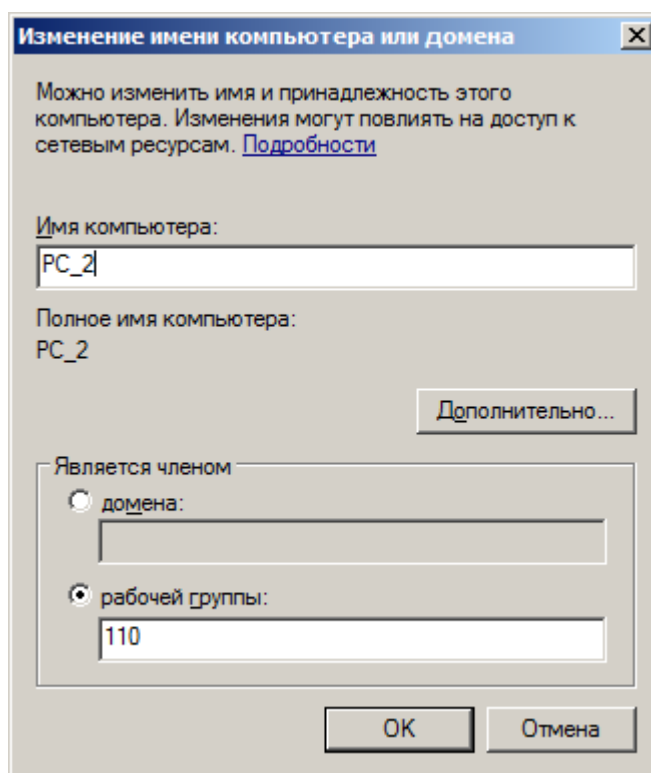 Изменение имени компьютера или домена
Можно изменить имя и принадлежность этого
компьютера. Изменения могут повлиять на доступ к
сетевым ресурсам. Подробности
Имя компьютера:
PC_2
Полное имя компьютера:
PC_2
Дополнительно...
Является членом
домена:
рабочей группы:
110
OK
Отмена